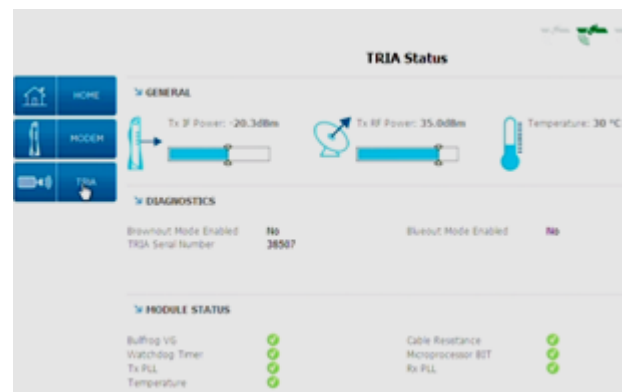 TRIA Status
HOME
MODEM
TRIA
GENERAL
Tx IF Power: -20.3dBm
Tx RF Power: 35.0dBm
Temperature: 30 °C
DIAGNOSTICS
Brownout Mode Enabled No
Blueout Mode Enabled No
TRIA Serial Number 38507
MODULE STATUS
Bullfrog VG
Cable Resistance
Watchdog Timer
Microprocessor BIT
Tx PLL
Rx PLL
Temperature